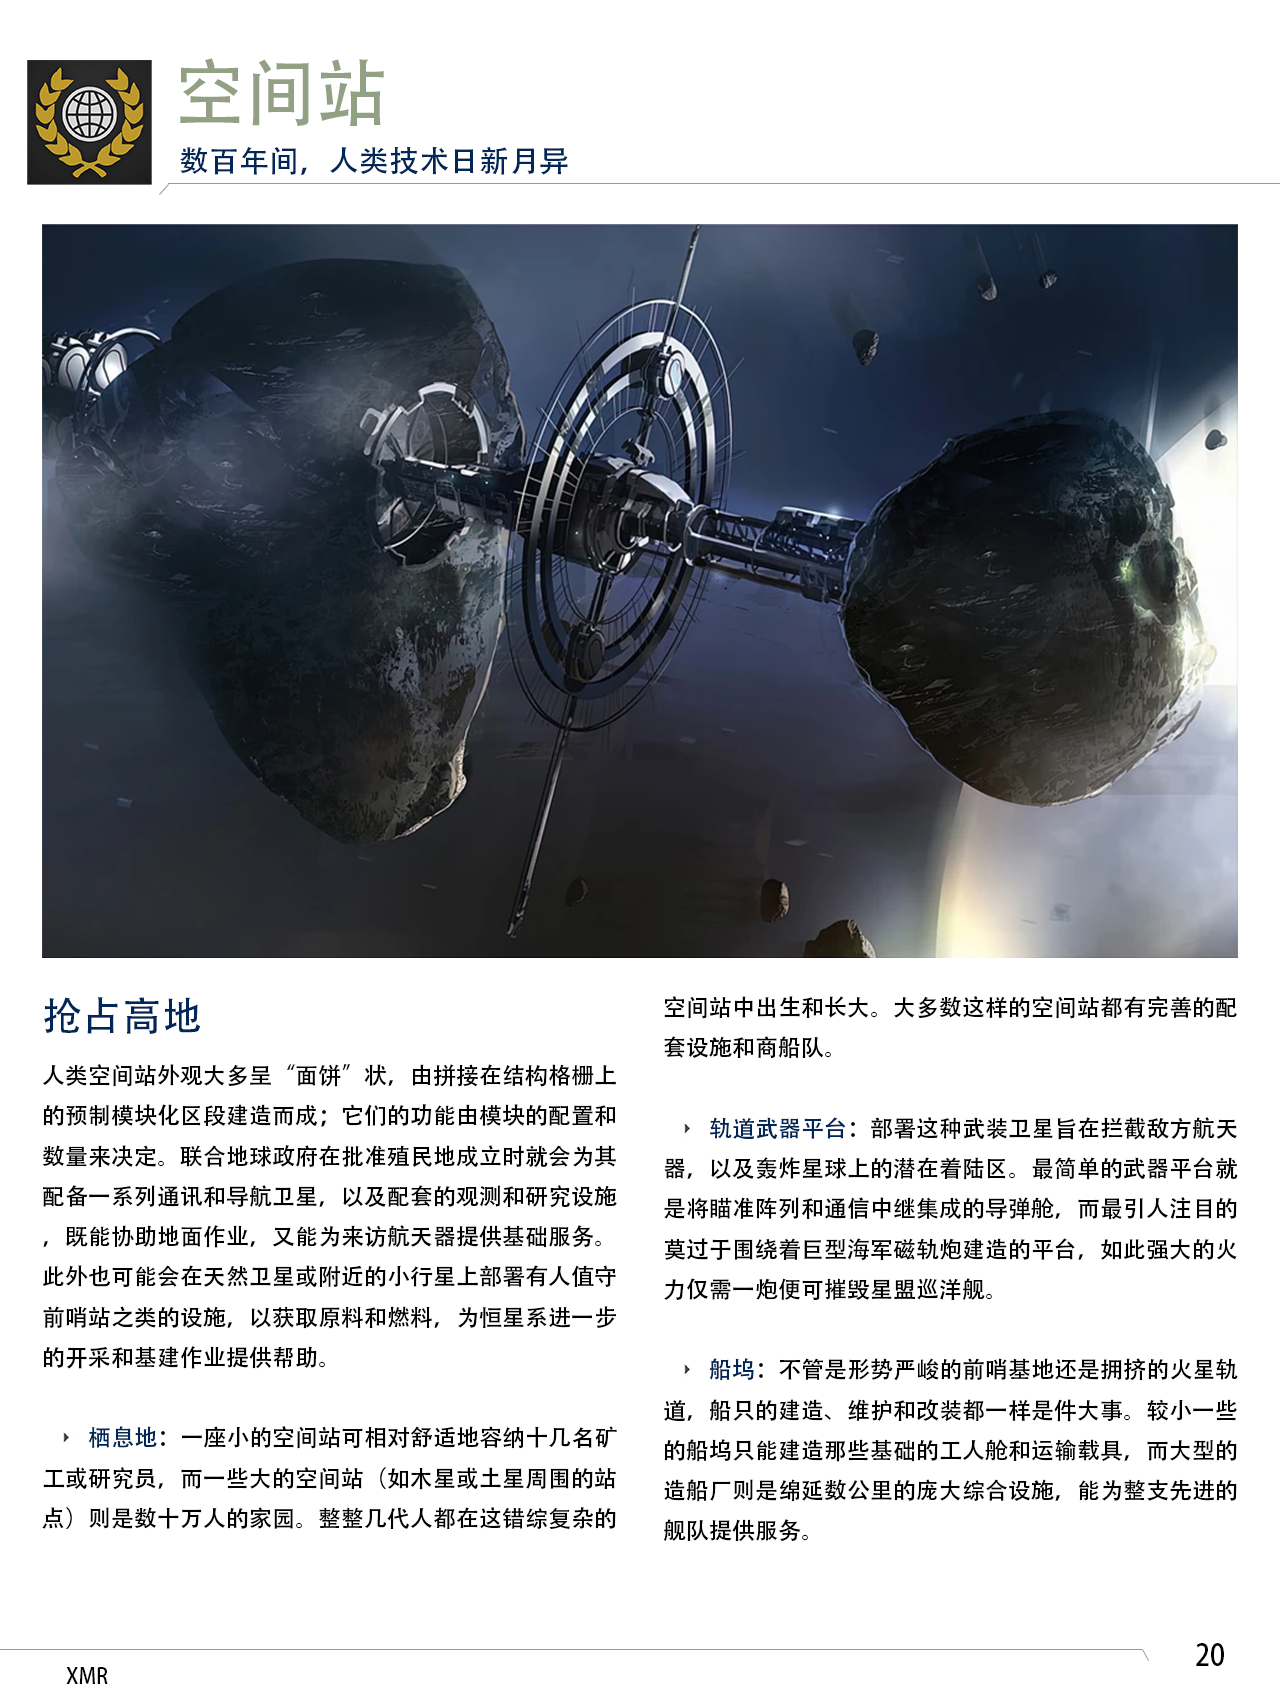 空间站
数百年间，人类技术日新月异
抢占高地
人类空间站外观大多呈“面饼”状，由拼接在结构格栅上
的预制模块化区段建造而成；它们的功能由模块的配置和
数量来决定。联合地球政府在批准殖民地成立时就会为其
配备一系列通讯和导航卫星，以及配套的观测和研究设施
，既能协助地面作业，又能为来访航天器提供基础服务。
此外也可能会在天然卫星或附近的小行星上部署有人值守
前哨站之类的设施，以获取原料和燃料，为恒星系进一步
的开采和基建作业提供帮助。
栖息地：一座小的空间站可相对舒适地容纳十几名矿
工或研究员，而一些大的空间站（如木星或土星周围的站
点）则是数十万人的家园。整整几代人都在这错综复杂的
空间站中出生和长大。大多数这样的空间站都有完善的配
套设施和商船队。
轨道武器平台：部署这种武装卫星旨在拦截敌方航天
器，以及轰炸星球上的潜在着陆区。最简单的武器平台就
是将瞄准阵列和通信中继集成的导弹舱，而最引人注目的
莫过于围绕着巨型海军磁轨炮建造的平台，如此强大的火
力仅需一炮便可摧毁星盟巡洋舰。
船坞：不管是形势严峻的前哨基地还是拥挤的火星轨
道，船只的建造、维护和改装都一样是件大事。较小一些
的船坞只能建造那些基础的工人舱和运输载具，而大型的
造船厂则是绵延数公里的庞大综合设施，能为整支先进的
舰队提供服务。
20
XMR